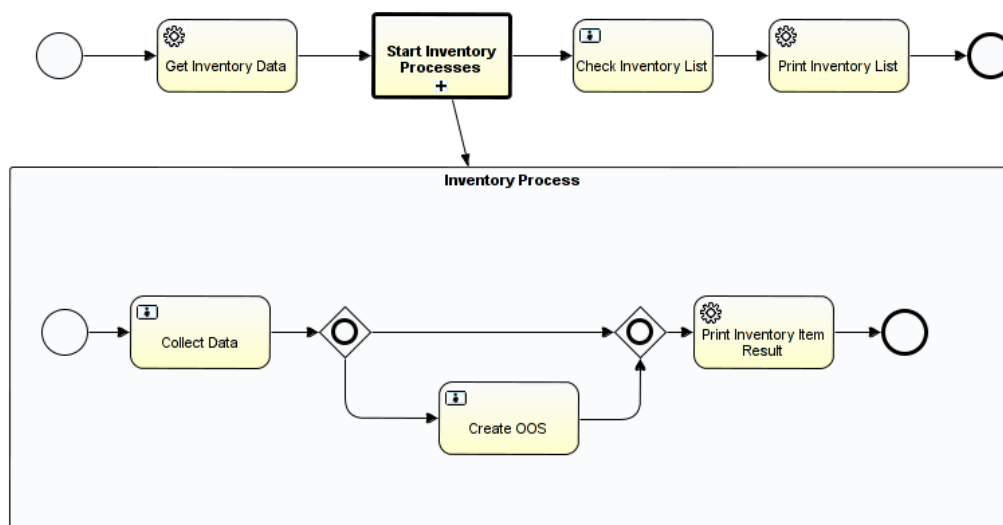 Get Inventory Data
Start Inventory
Processes
Check Inventory List
Print Inventory List
Inventory Process
Collect Data
Print Inventory Item
Result
Create OOS